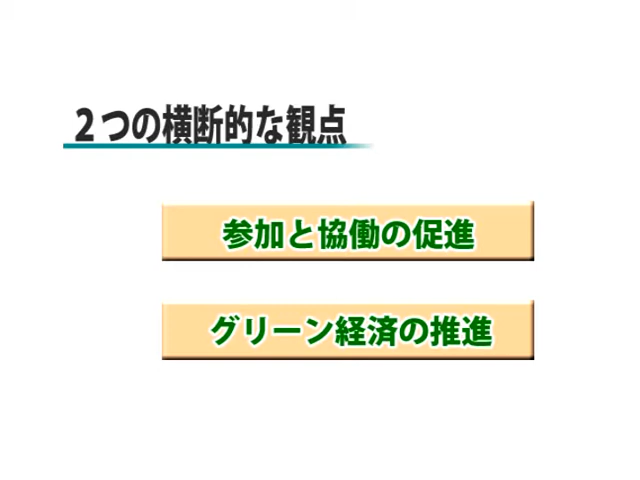 ２つの横断的な観点
参加と協働の促進
グリーン経済の推進